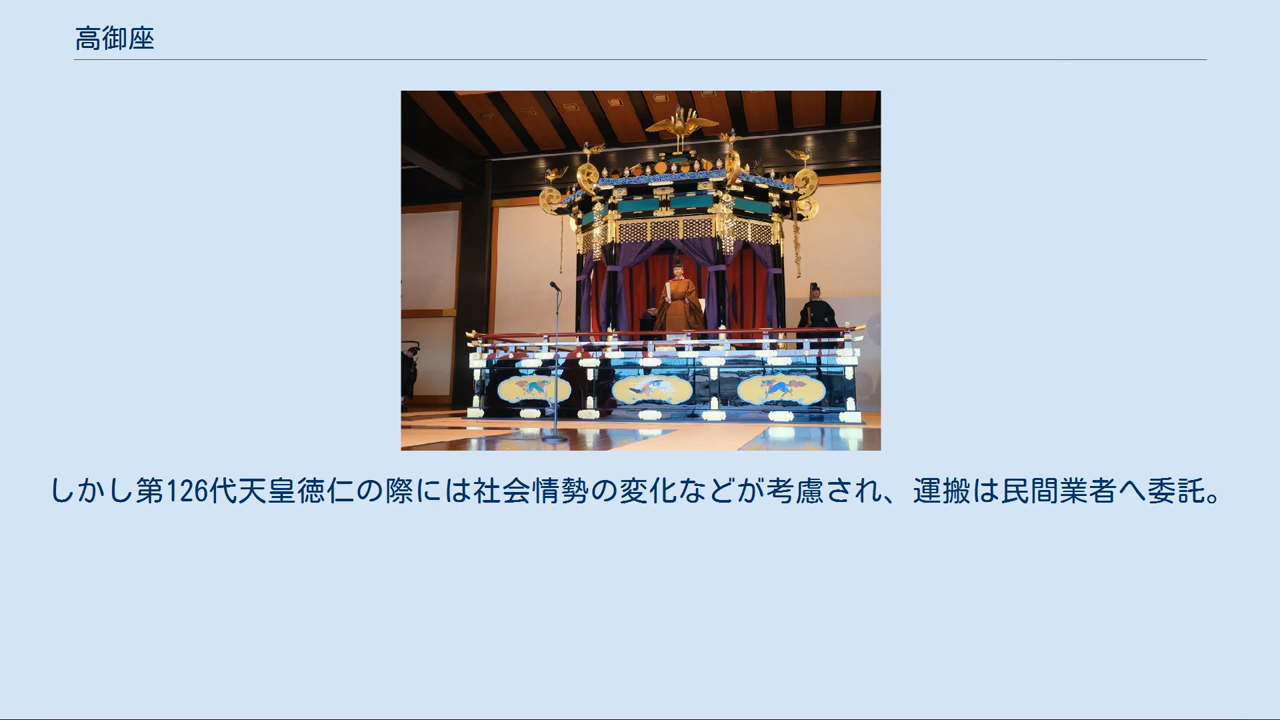 高御座
しかし第126代天皇徳仁の際には社会情勢の変化などが考慮され、運搬は民間業者へ委託。